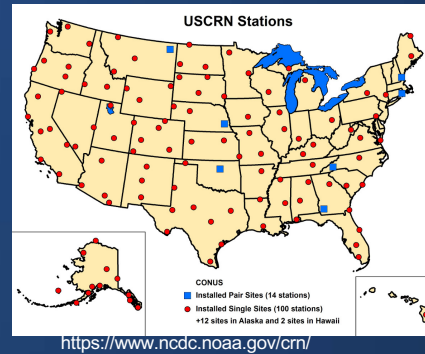 USCRN Stations
CONUS
Installed Pair Sites (14 stations)
Installed Single Sites (100 stations)
+12 sites in Alaska and 2 sites in Hawaii
https://www.ncdc.noaa.gov/crn/